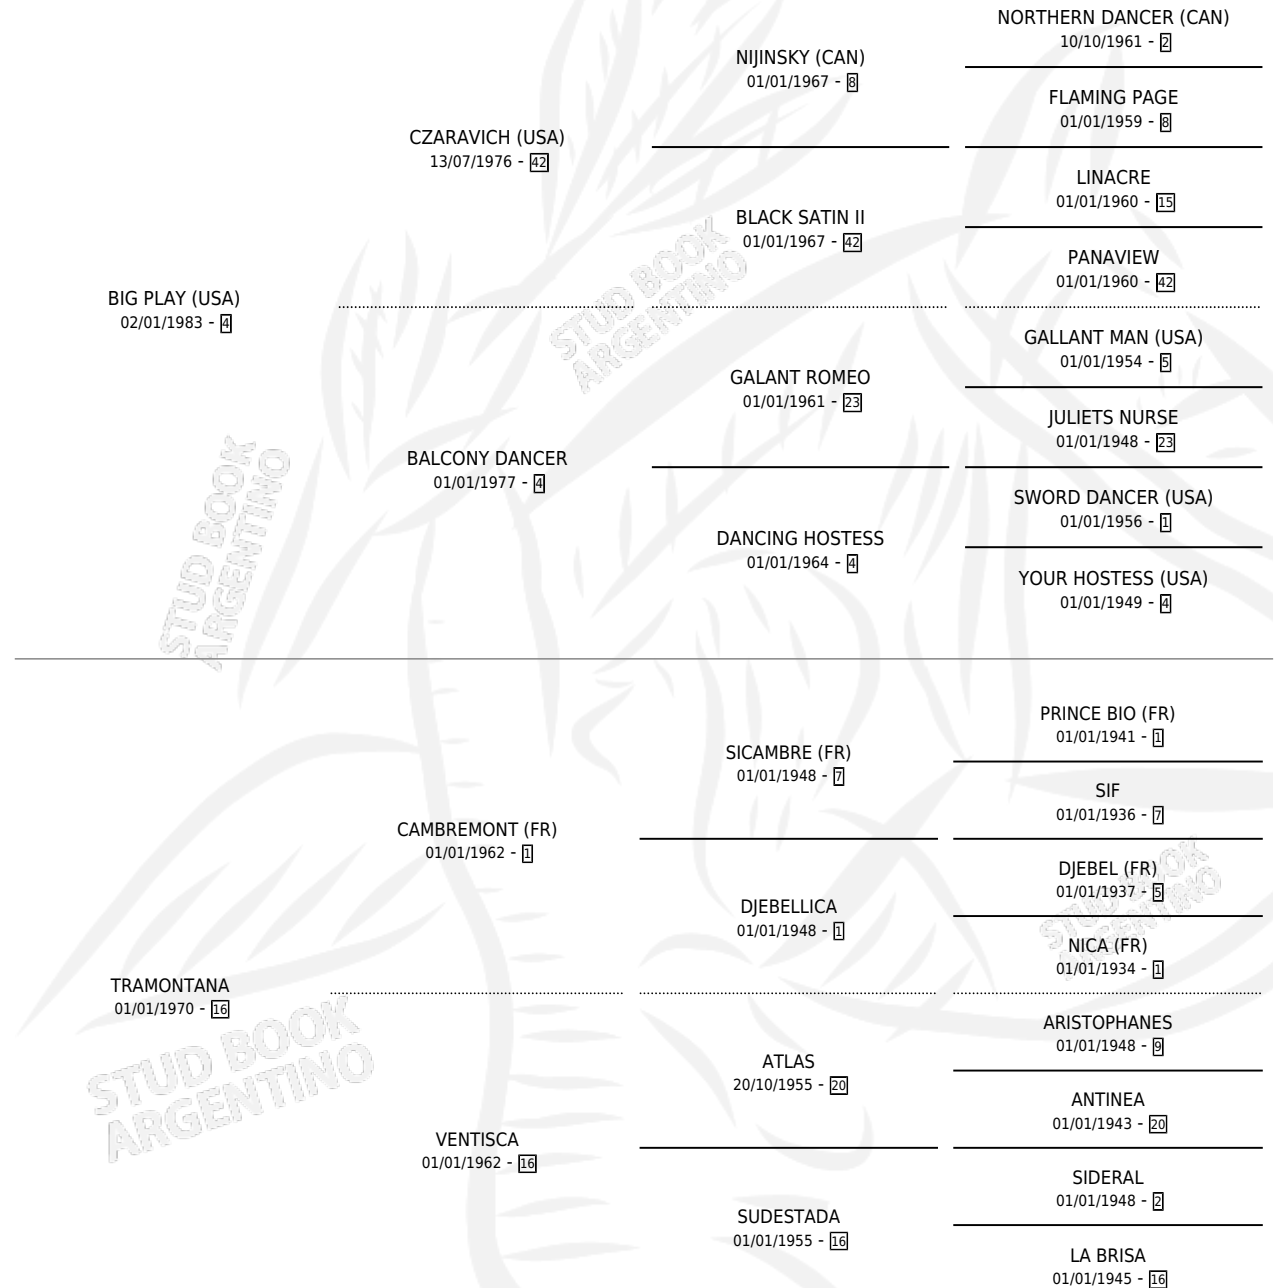 NORTHERN DANCER (CAN)
10/10/1961 - 2
NIJINSKY (CAN)
01/01/1967 - 8
FLAMING PAGE
01/01/1959 - 8
CZARAVICH (USA)
13/07/1976 - 42
LINACRE
01/01/1960 - 15
BLACK SATIN II
01/01/1967 - 42
PANAVIEW
01/01/1960 - 42
BIG PLAY (USA)
02/01/1983 - 4
STUD BOOK
ARGENTINO
GALLANT MAN (USA)
01/01/1954 - 5
GALANT ROMEO
01/01/1961 - 23
JULIETS NURSE
01/01/1948 - 23
BALCONY DANCER
01/01/1977 - 4
SWORD DANCER (USA)
01/01/1956 - 1
DANCING HOSTESS
01/01/1964 - 4
YOUR HOSTESS (USA)
01/01/1949 - 4
STUD BOOK
ARGENTINO
PRINCE BIO (FR)
01/01/1941 - 1
SICAMBRE (FR)
01/01/1948 - 7
SIF
01/01/1936 - 7
CAMBREMONT (FR)
01/01/1962 - 1
DJEBEL (FR)
01/01/1937 - 5
DJEBELLICA
01/01/1948 - 1
STUD BOOK
ARGENTINO
NICA (FR)
01/01/1934 - 1
TRAMONTANA
01/01/1970 - 16
STUD BOOK
ARGENTINO
ARISTOPHANES
01/01/1948 - 9
ATLAS
20/10/1955 - 20
ANTINEA
01/01/1943 - 20
VENTISCA
01/01/1962 - 16
SIDERAL
01/01/1948 - 2
SUDESTADA
01/01/1955 - 16
LA BRISA
01/01/1945 - 16